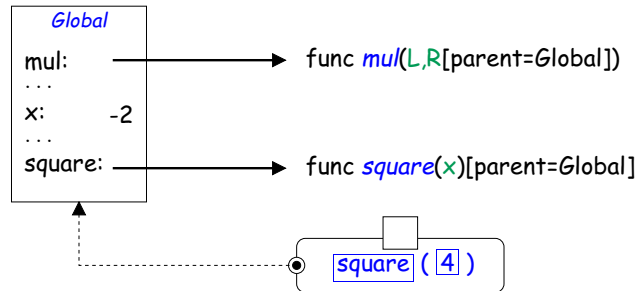 Global
mul: func mul(L,R[parent=Global])
...
x: -2
...
square: func square(x)[parent=Global]
square ( 4 )